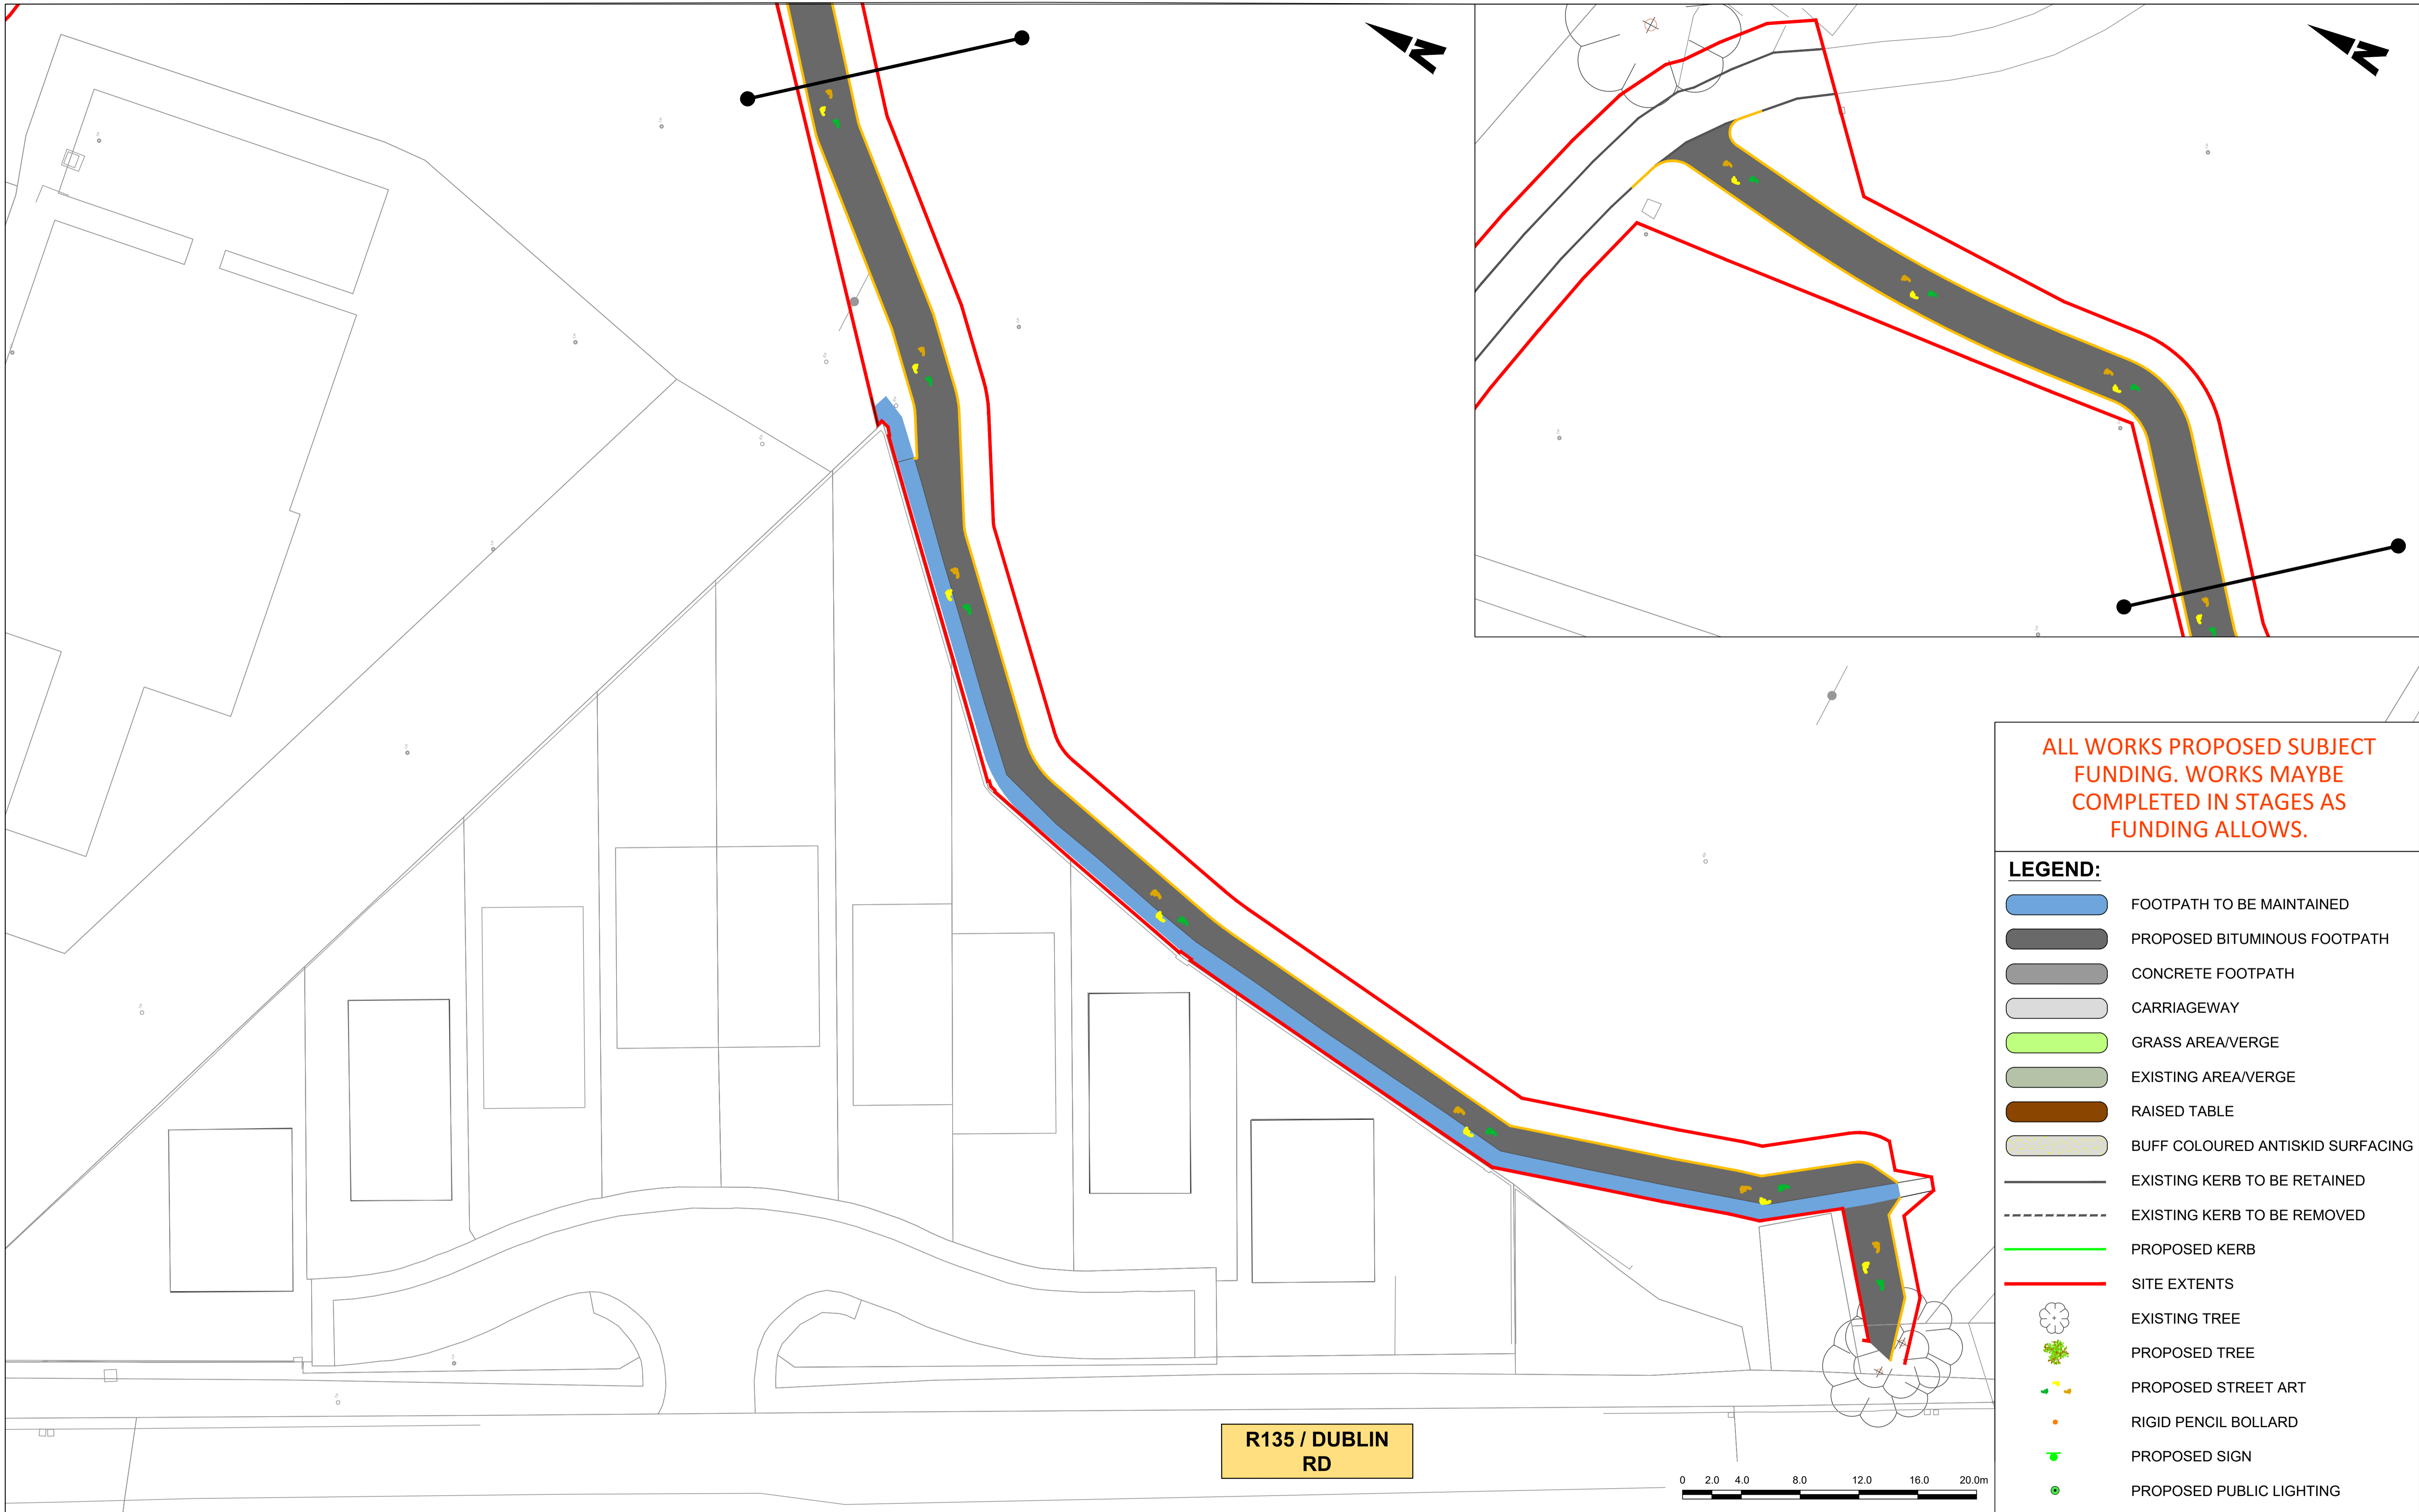 N
N
ALL WORKS PROPOSED SUBJECT
FUNDING. WORKS MAYBE
COMPLETED IN STAGES AS
FUNDING ALLOWS.
LEGEND:
FOOTPATH TO BE MAINTAINED
PROPOSED BITUMINOUS FOOTPATH
CONCRETE FOOTPATH
CARRIAGEWAY
GRASS AREA/VERGE
EXISTING AREA/VERGE
RAISED TABLE
BUFF COLOURED ANTISKID SURFACING
EXISTING KERB TO BE RETAINED
EXISTING KERB TO BE REMOVED
PROPOSED KERB
SITE EXTENTS
EXISTING TREE
PROPOSED TREE
PROPOSED STREET ART
RIGID PENCIL BOLLARD
PROPOSED SIGN
PROPOSED PUBLIC LIGHTING
R135 / DUBLIN
RD
0 2.0 4.0 8.0 12.0 16.0 20.0m